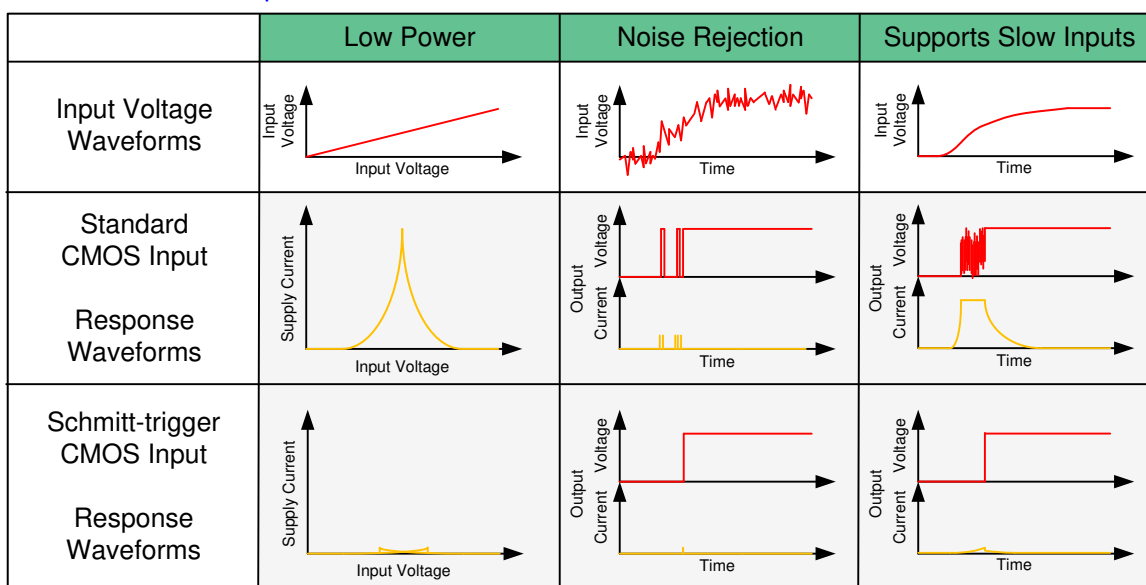 Low Power
Noise Rejection
Supports Slow Inputs
Input Voltage
Waveforms
Input
Voltage
Input Voltage
Input
Voltage
Time
Input
Voltage
Time
Standard
CMOS Input
Response
Waveforms
Supply Current
Input Voltage
Output
Voltage
Current
Time
Output
Voltage
Current
Time
Schmitt-trigger
CMOS Input
Response
Waveforms
Supply Current
Input Voltage
Output
Voltage
Current
Time
Output
Voltage
Current
Time